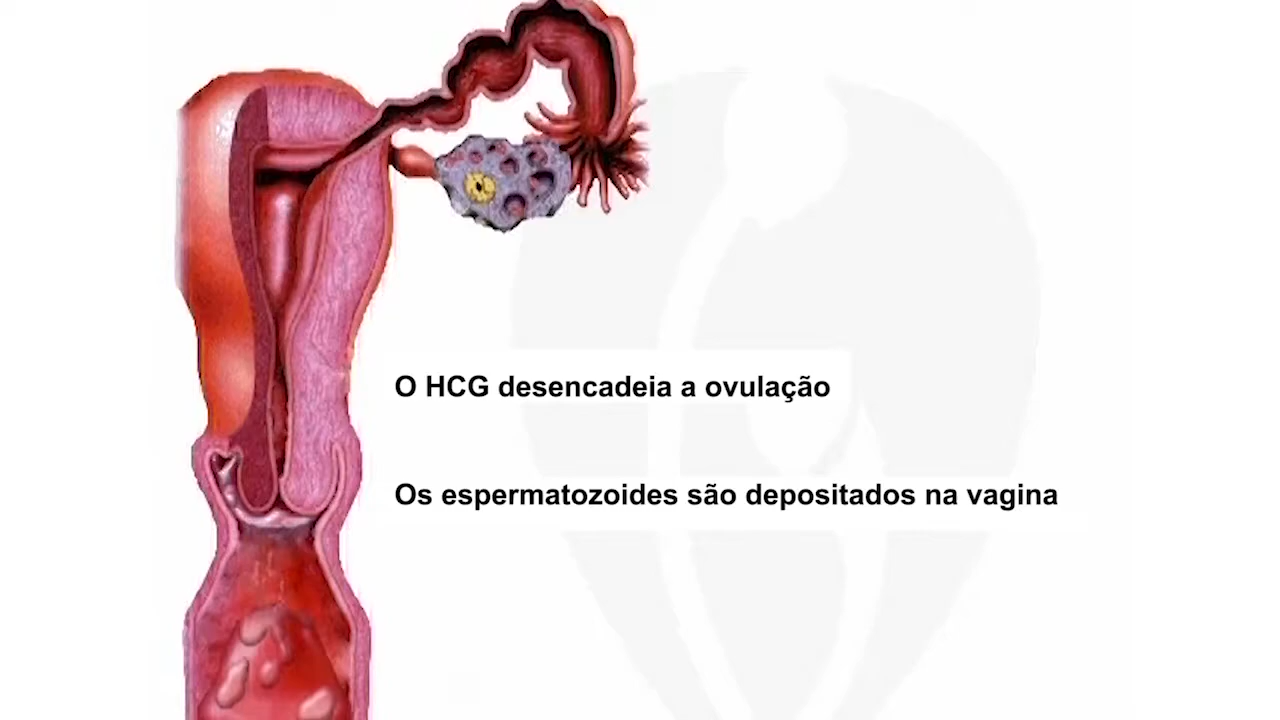 O HCG desencadeia a ovulação
Os espermatozoides são depositados na vagina